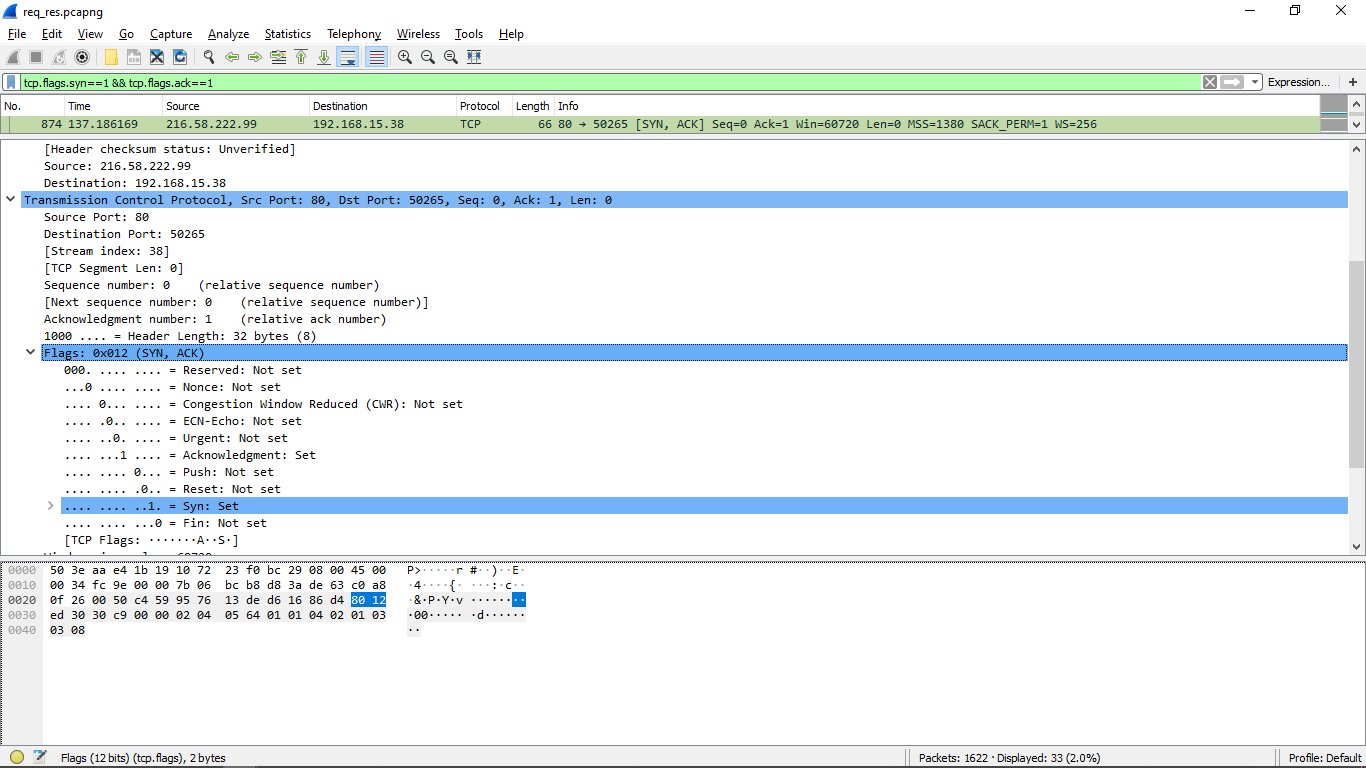 req_res.pcapng
File Edit View Go Capture Analyze Statistics Telephony Wireless Tools Help
tcp.flags.syn==1 && tcp.flags.ack==1 Expression... +
No. Time Source Destination Protocol Length Info
874 137.186169 216.58.222.99 192.168.15.38 TCP 66 80 → 50265 [SYN, ACK] Seq=0 Ack=1 Win=60720 Len=0 MSS=1380 SACK_PERM=1 WS=256
[Header checksum status: Unverified]
Source: 216.58.222.99
Destination: 192.168.15.38
Transmission Control Protocol, Src Port: 80, Dst Port: 50265, Seq: 0, Ack: 1, Len: 0
Source Port: 80
Destination Port: 50265
[Stream index: 38]
[TCP Segment Len: 0]
Sequence number: 0 (relative sequence number)
[Next sequence number: 0 (relative sequence number)]
Acknowledgment number: 1 (relative ack number)
1000 .... = Header Length: 32 bytes (8)
Flags: 0x012 (SYN, ACK)
000. .... .... = Reserved: Not set
...0 .... .... = Nonce: Not set
.... 0... .... = Congestion Window Reduced (CWR): Not set
.... .0.. .... = ECN-Echo: Not set
.... ..0. .... = Urgent: Not set
.... ...1 .... = Acknowledgment: Set
.... .... 0... = Push: Not set
.... .... .0.. = Reset: Not set
.... .... ..1. = Syn: Set
.... .... ...0 = Fin: Not set
[TCP Flags: ·······A··S·]
0000 50 3e aa e4 1b 19 10 72 23 f0 bc 29 08 00 45 00 P>·····r #··)··E·
0010 00 34 fc 9e 00 00 7b 06 bc b8 d8 3a de 63 c0 a8 ·4····{· ···:·c··
0020 0f 26 00 50 c4 59 95 76 13 de d6 16 86 d4 80 12 ·&·P·Y·v ········
0030 ed 30 30 c9 00 00 02 04 05 64 01 01 04 02 01 03 ·00····· ·d······
0040 03 08 ··
Flags (12 bits) (tcp.flags), 2 bytes Packets: 1622 · Displayed: 33 (2.0%) Profile: Default